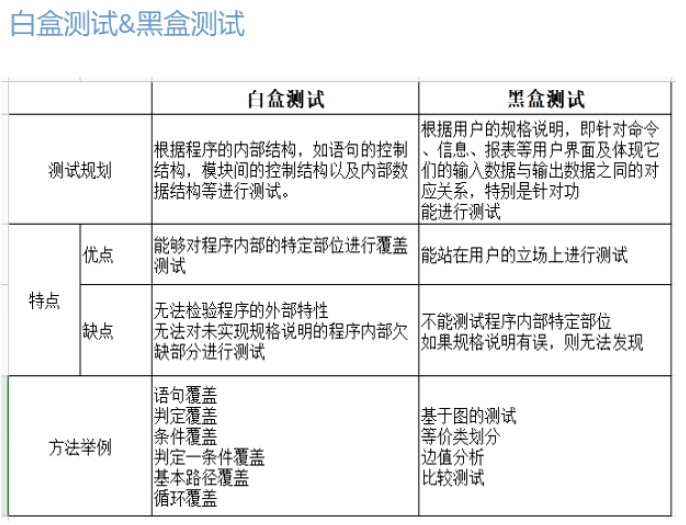 白盒测试&黑盒测试
白盒测试
黑盒测试
测试规划
根据程序的内部结构，如语句的控制
结构，模块间的控制结构以及内部数
据结构等进行测试。
根据用户的规格说明，即针对命令
、信息、报表等用户界面及体现它
们的输入数据与输出数据之间的对
应关系，特别是针对功
能进行测试
特点
优点
能够对程序内部的特定部位进行覆盖
测试
能站在用户的立场上进行测试
缺点
无法检验程序的外部特性
无法对未实现规格说明的程序内部欠
缺部分进行测试
不能测试程序内部特定部位
如果规格说明有误，则无法发现
方法举例
语句覆盖
判定覆盖
条件覆盖
判定一条件覆盖
基本路径覆盖
循环覆盖
基于图的测试
等价类划分
边值分析
比较测试